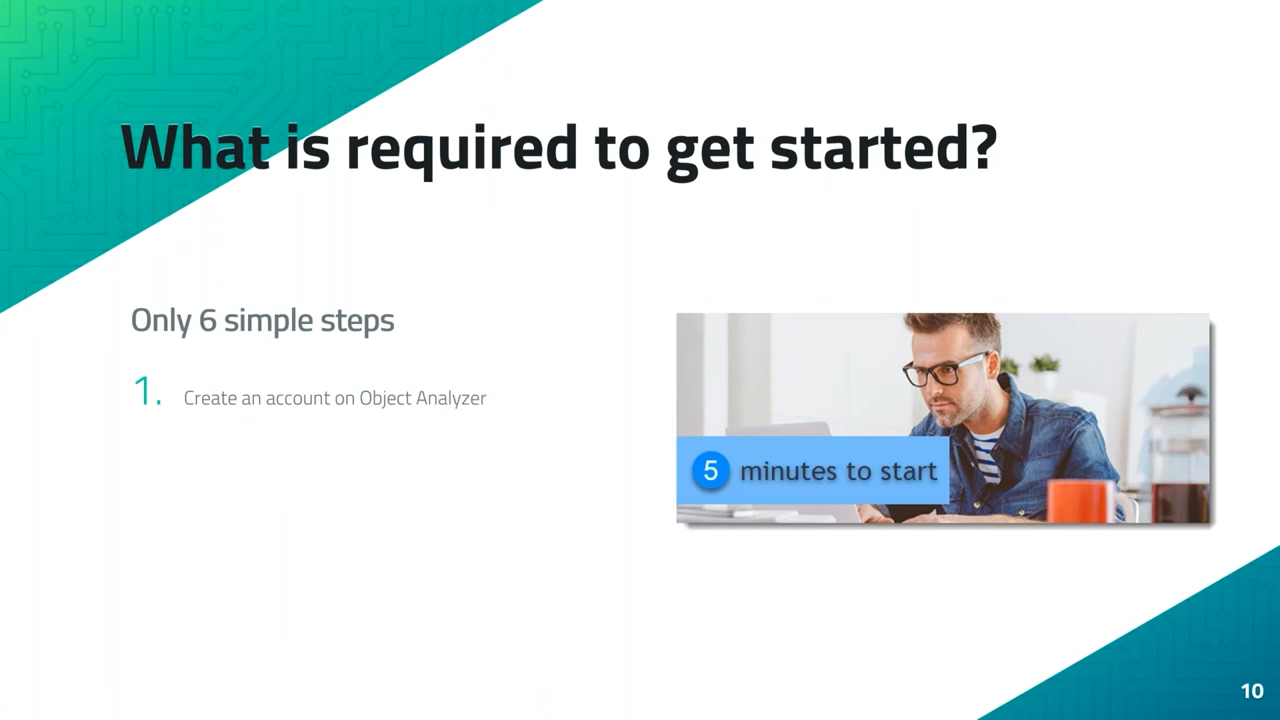 What is required to get started?
Only 6 simple steps
1. Create an account on Object Analyzer
5 minutes to start
10